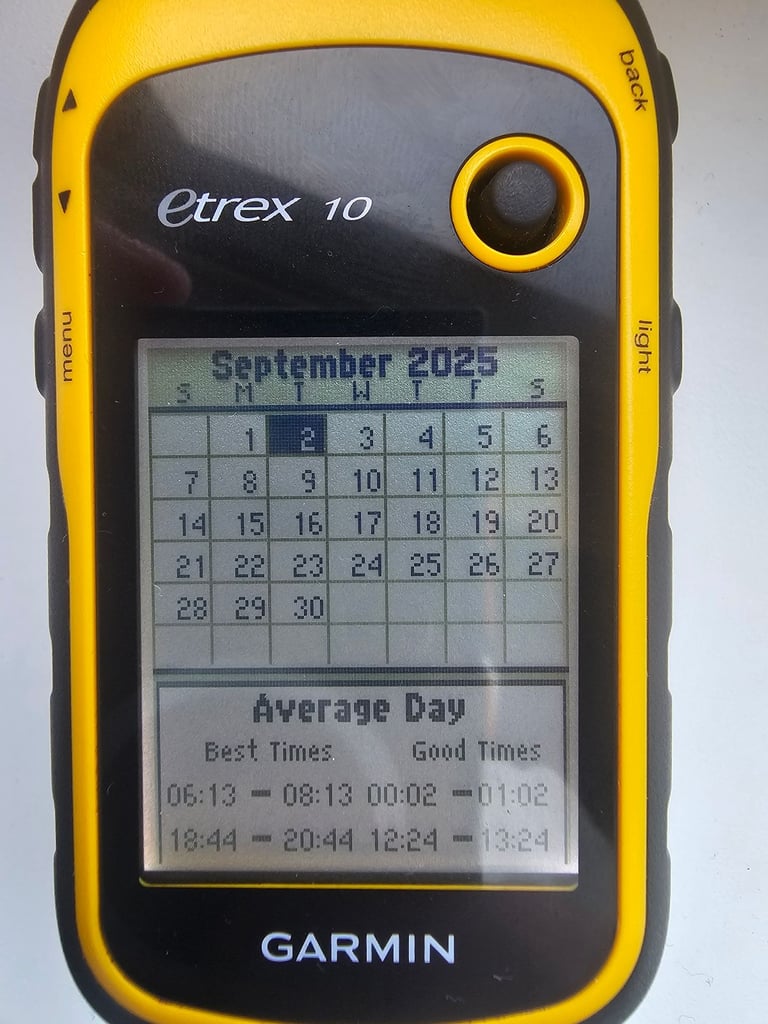 back
etrex 10
menu
light
September 2025
S M T W T F S
1 2 3 4 5 6
7 8 9 10 11 12 13
14 15 16 17 18 19 20
21 22 23 24 25 26 27
28 29 30
Average Day
Best Times Good Times
06:13 - 08:13 00:02 - 01:02
18:44 - 20:44 12:24 - 13:24
GARMIN